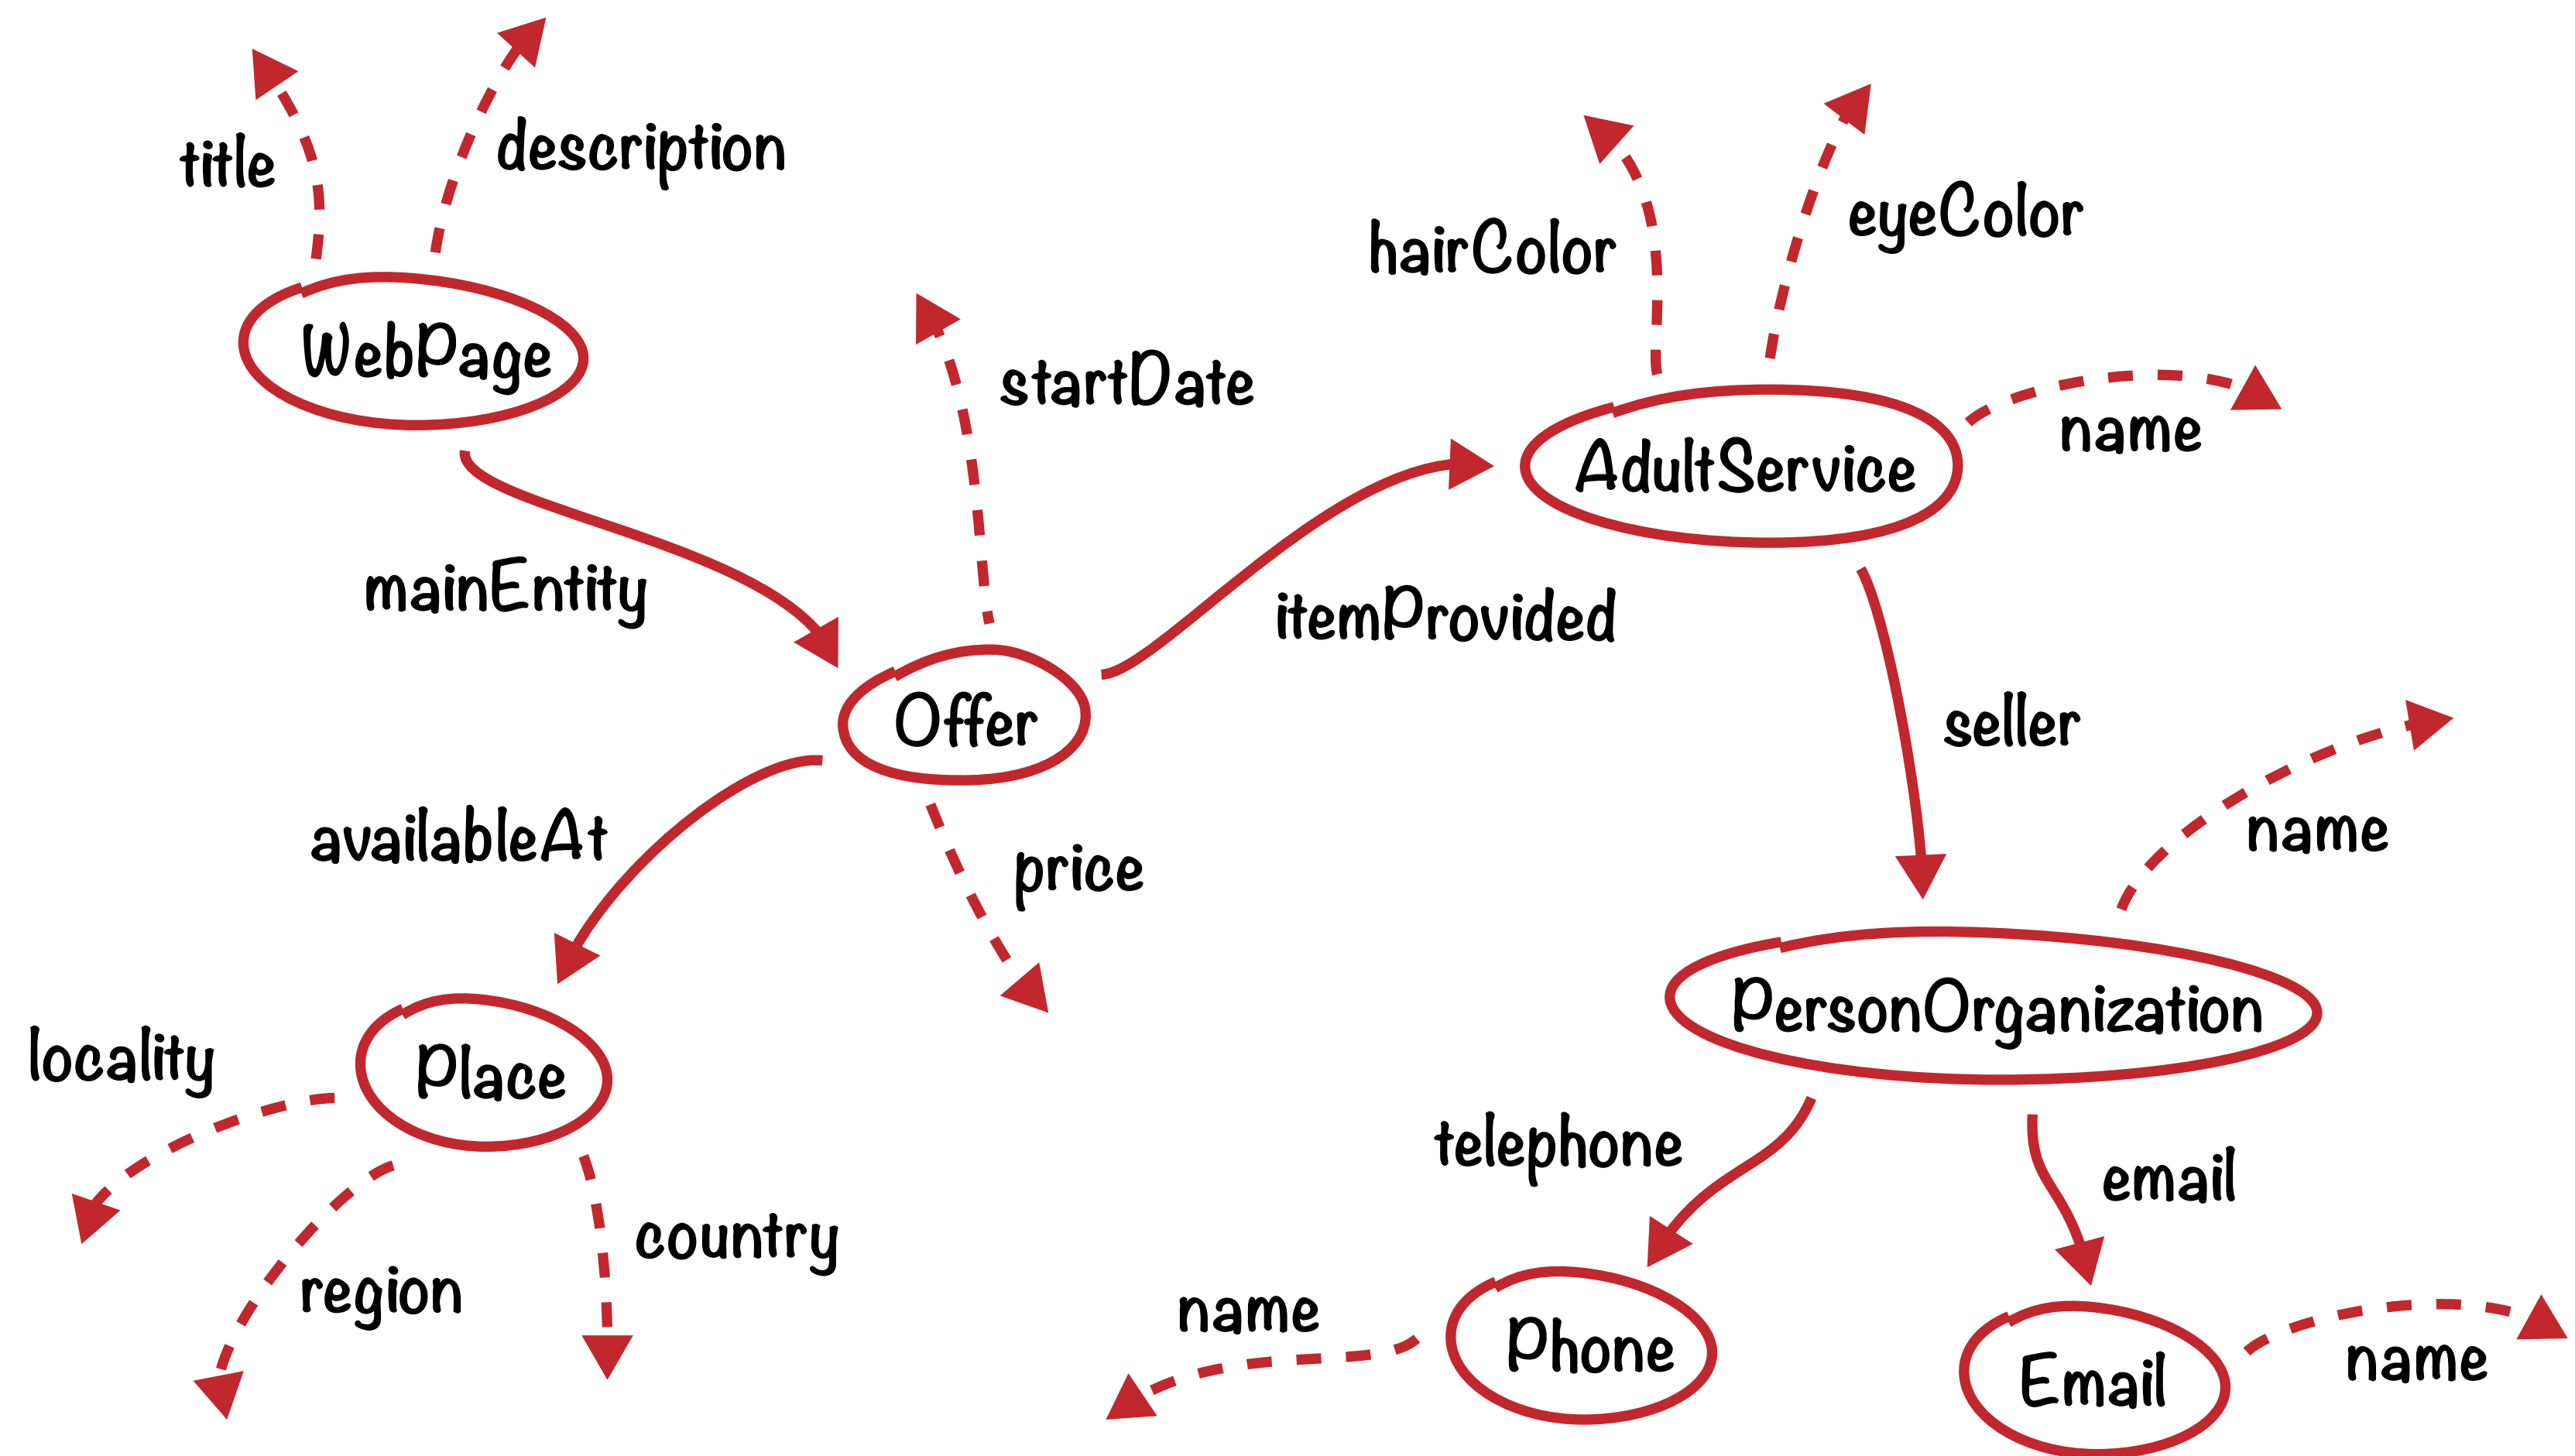 title
description
hairColor
eyeColor
WebPage
startDate
name
AdultService
mainEntity
itemProvided
Offer
seller
availableAt
price
name
PersonOrganization
locality
Place
telephone
email
country
region
name
Phone
Email
name